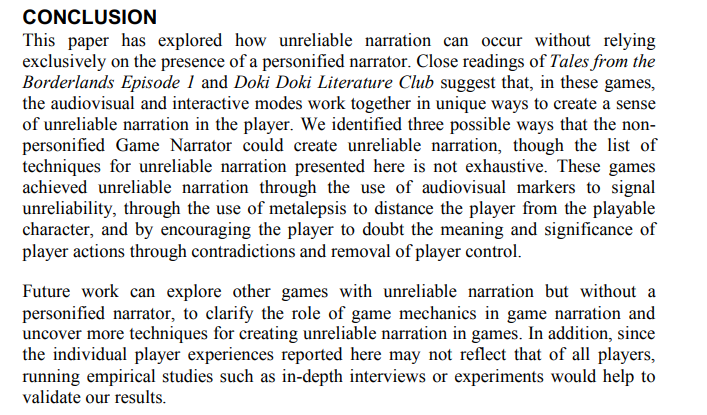 CONCLUSION
This paper has explored how unreliable narration can occur without relying
exclusively on the presence of a personified narrator. Close readings of Tales from the
Borderlands Episode 1 and Doki Doki Literature Club suggest that, in these games,
the audiovisual and interactive modes work together in unique ways to create a sense
of unreliable narration in the player. We identified three possible ways that the non-
personified Game Narrator could create unreliable narration, though the list of
techniques for unreliable narration presented here is not exhaustive. These games
achieved unreliable narration through the use of audiovisual markers to signal
unreliability, through the use of metalepsis to distance the player from the playable
character, and by encouraging the player to doubt the meaning and significance of
player actions through contradictions and removal of player control.
Future work can explore other games with unreliable narration but without a
personified narrator, to clarify the role of game mechanics in game narration and
uncover more techniques for creating unreliable narration in games. In addition, since
the individual player experiences reported here may not reflect that of all players,
running empirical studies such as in-depth interviews or experiments would help to
validate our results.